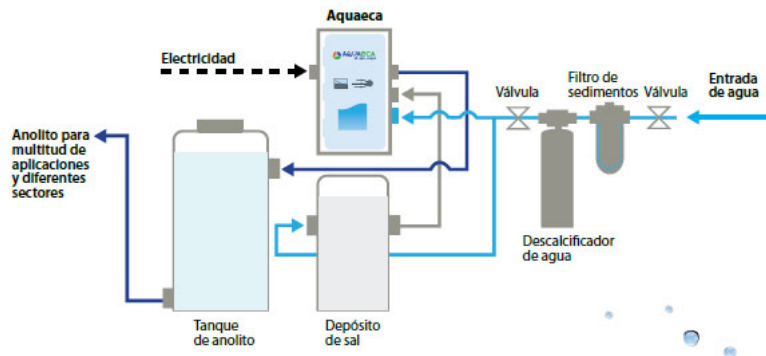 Aquaeca
Electricidad
AQUAECA
Válvula
Filtro de
sedimentos
Válvula
Entrada
de agua
Anolito para
multitud de
aplicaciones
y diferentes
sectores
Descalcificador
de agua
Tanque
de anolito
Depósito
de sal